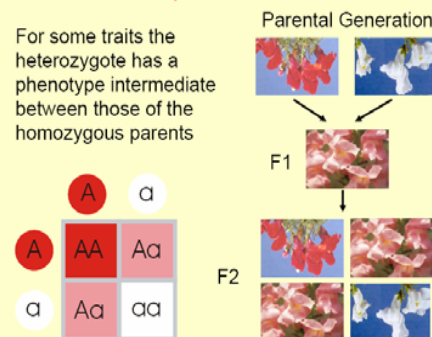 Parental Generation
For some traits the
heterozygote has a
phenotype intermediate
between those of the
homozygous parents
F1
A a
A AA Aa
F2
a Aa aa